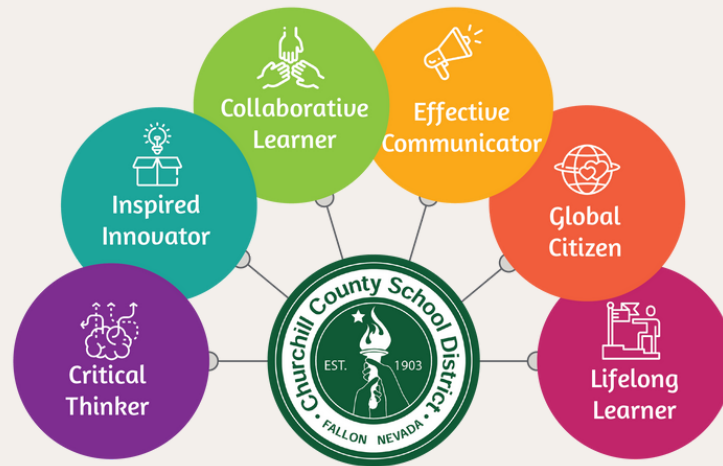 Collaborative
Learner
Effective
Communicator
Inspired
Innovator
Global
Citizen
Critical
Thinker
Lifelong
Learner
Churchill County School District
EST. 1903
FALLON NEVADA